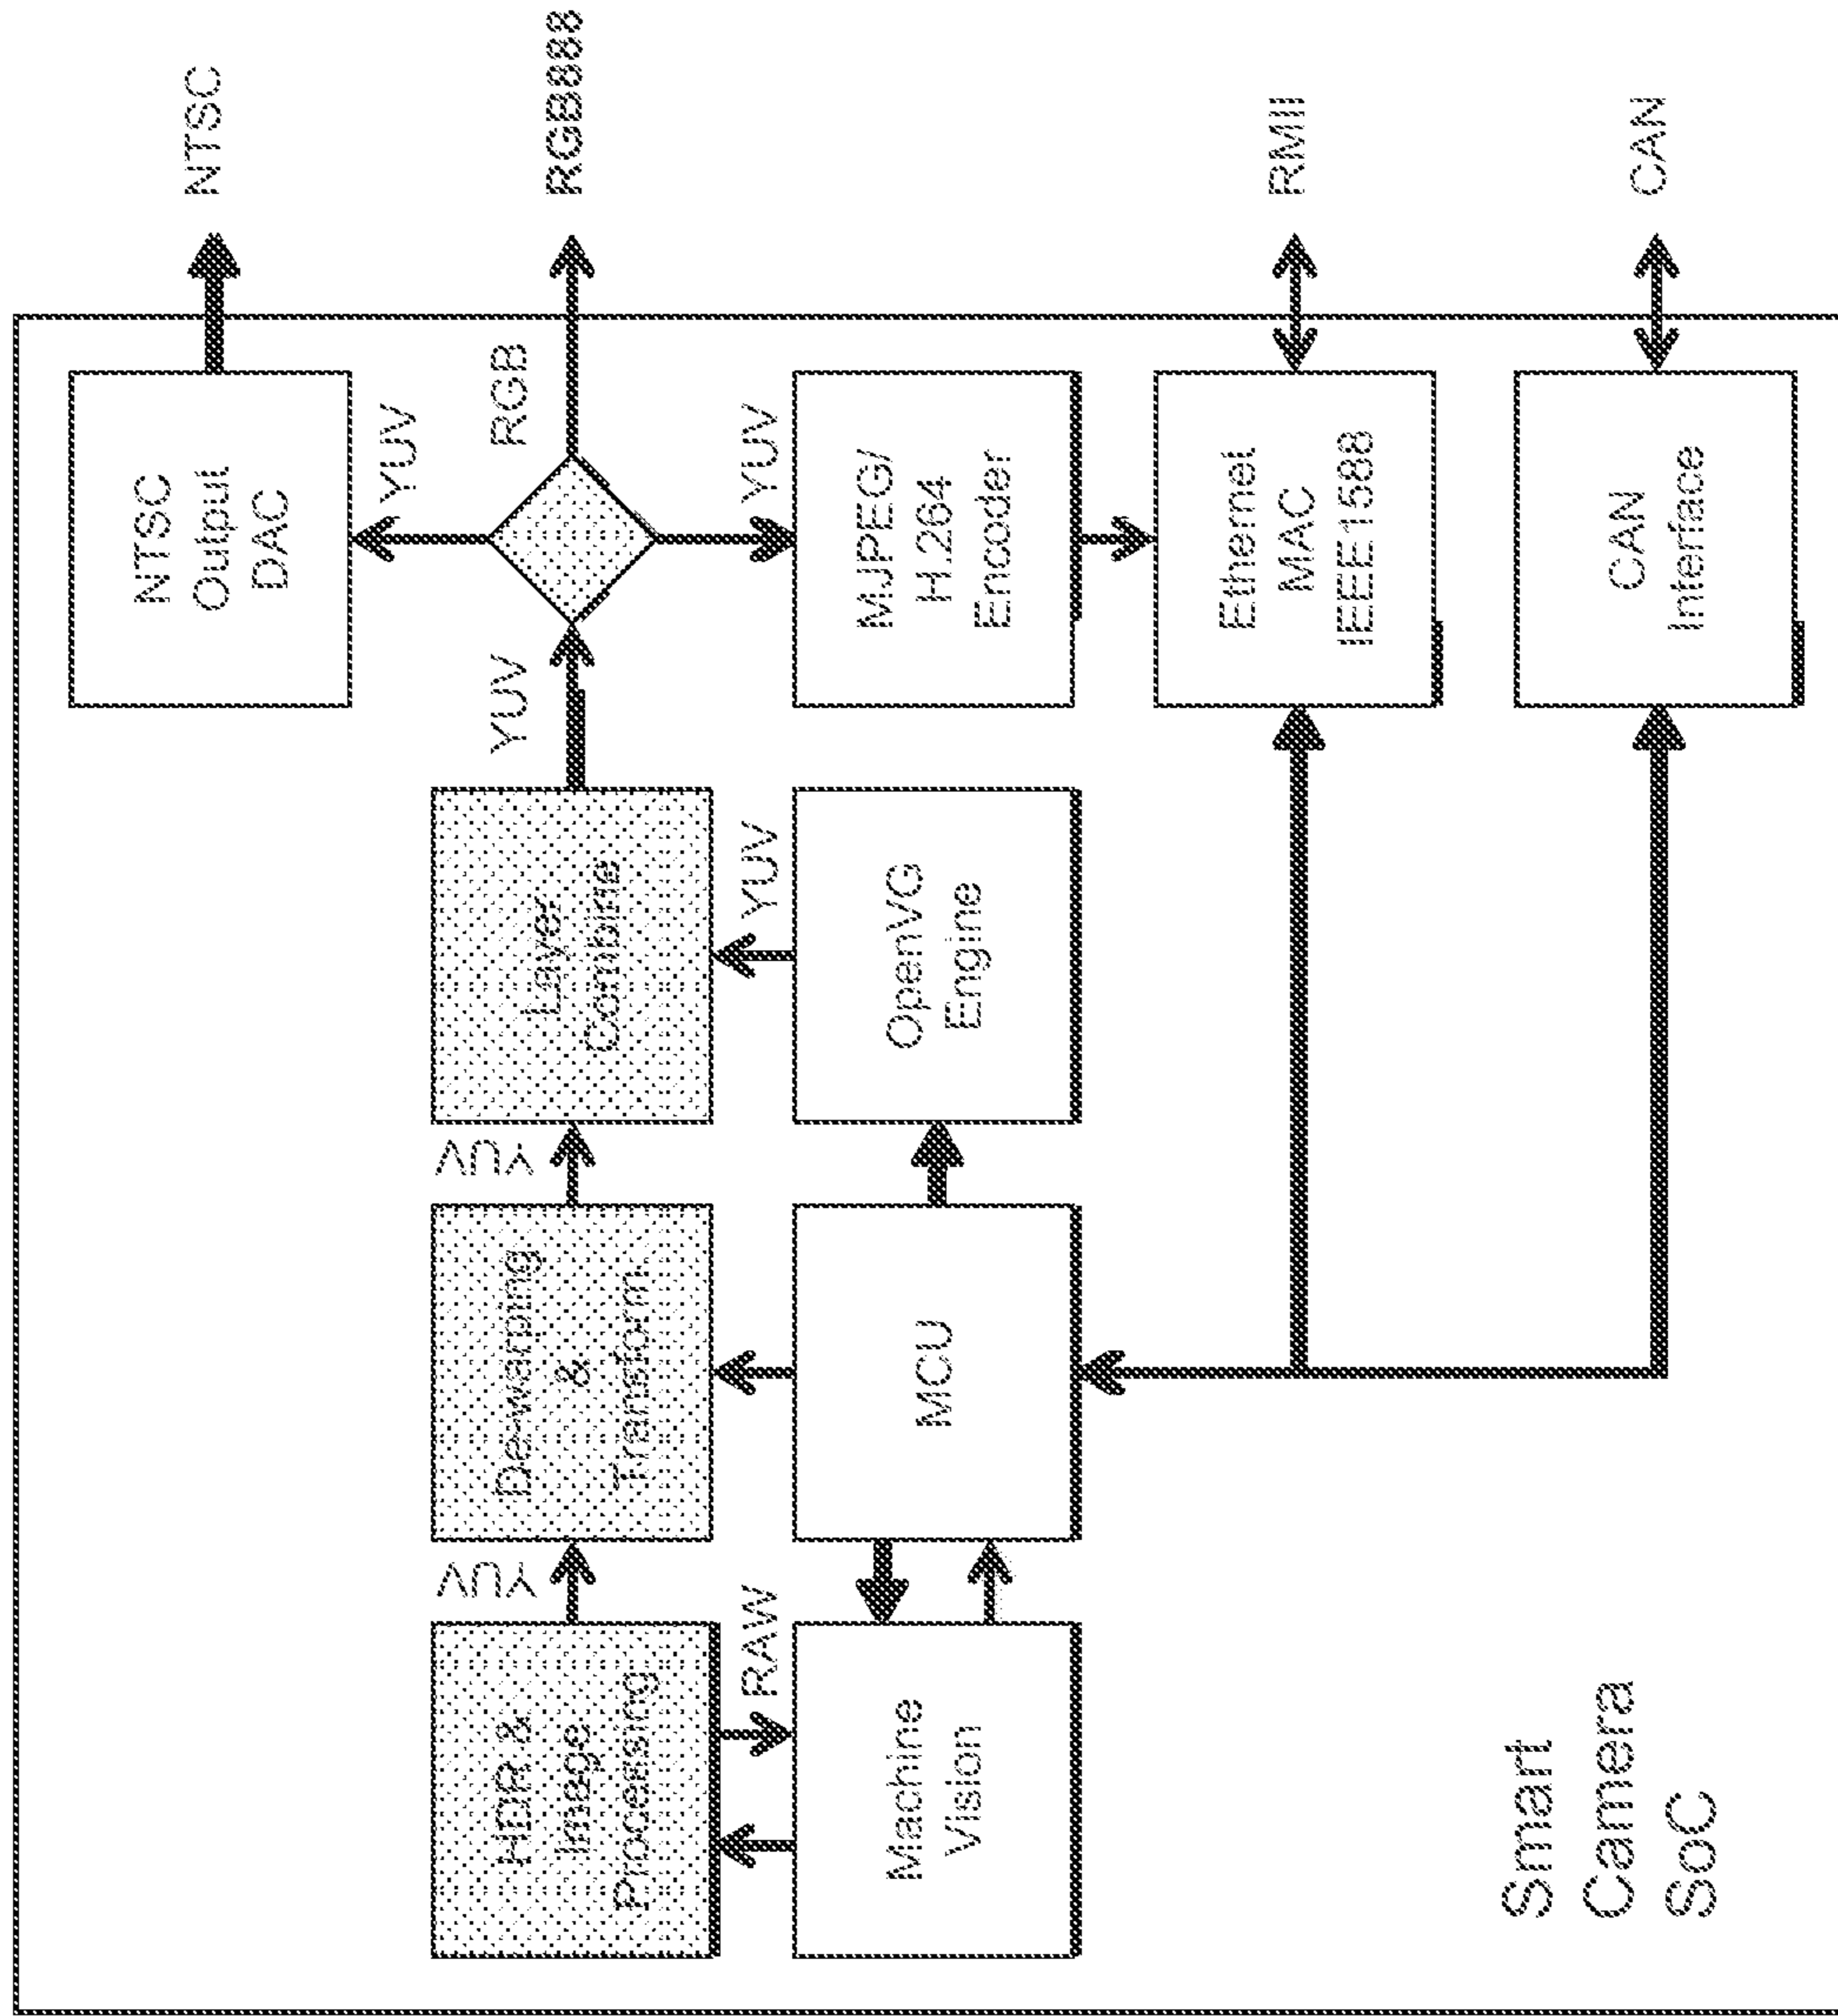 NTSC
Output
DAC
NTSC
YUV
HDR &
Image
Processing
YUV
De-warping
&
Transform
YUV
Layer
Combine
YUV
RGB
RGB888
RAW
YUV
YUV
Machine
Vision
MCU
OpenVG
Engine
MJPEG/
H.264
Encoder
Ethernet
MAC
IEEE1588
RMII
Smart
Camera
SoC
CAN
Interface
CAN